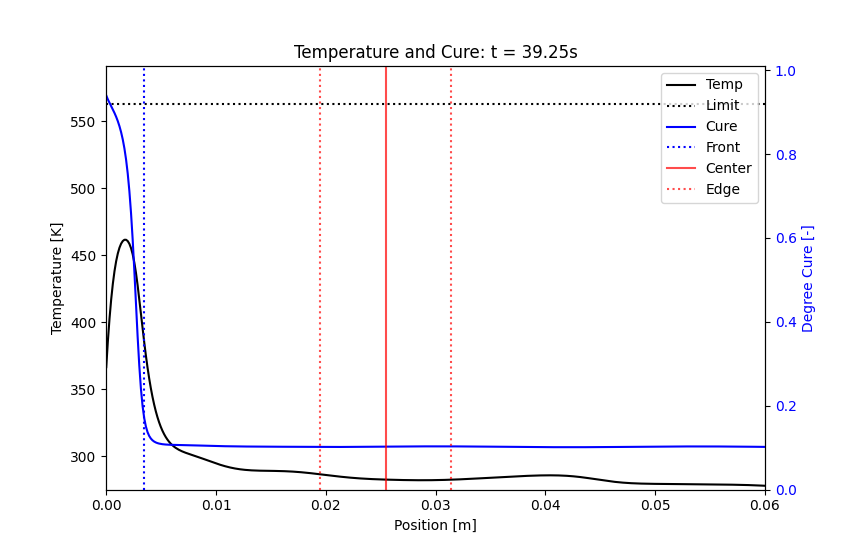 Temperature and Cure: t = 39.25s
Temp
Limit
Cure
Front
Center
Edge
Temperature [K]
550
500
450
400
350
300
Degree Cure [-]
1.0
0.8
0.6
0.4
0.2
0.0
0.00 0.01 0.02 0.03 0.04 0.05 0.06
Position [m]